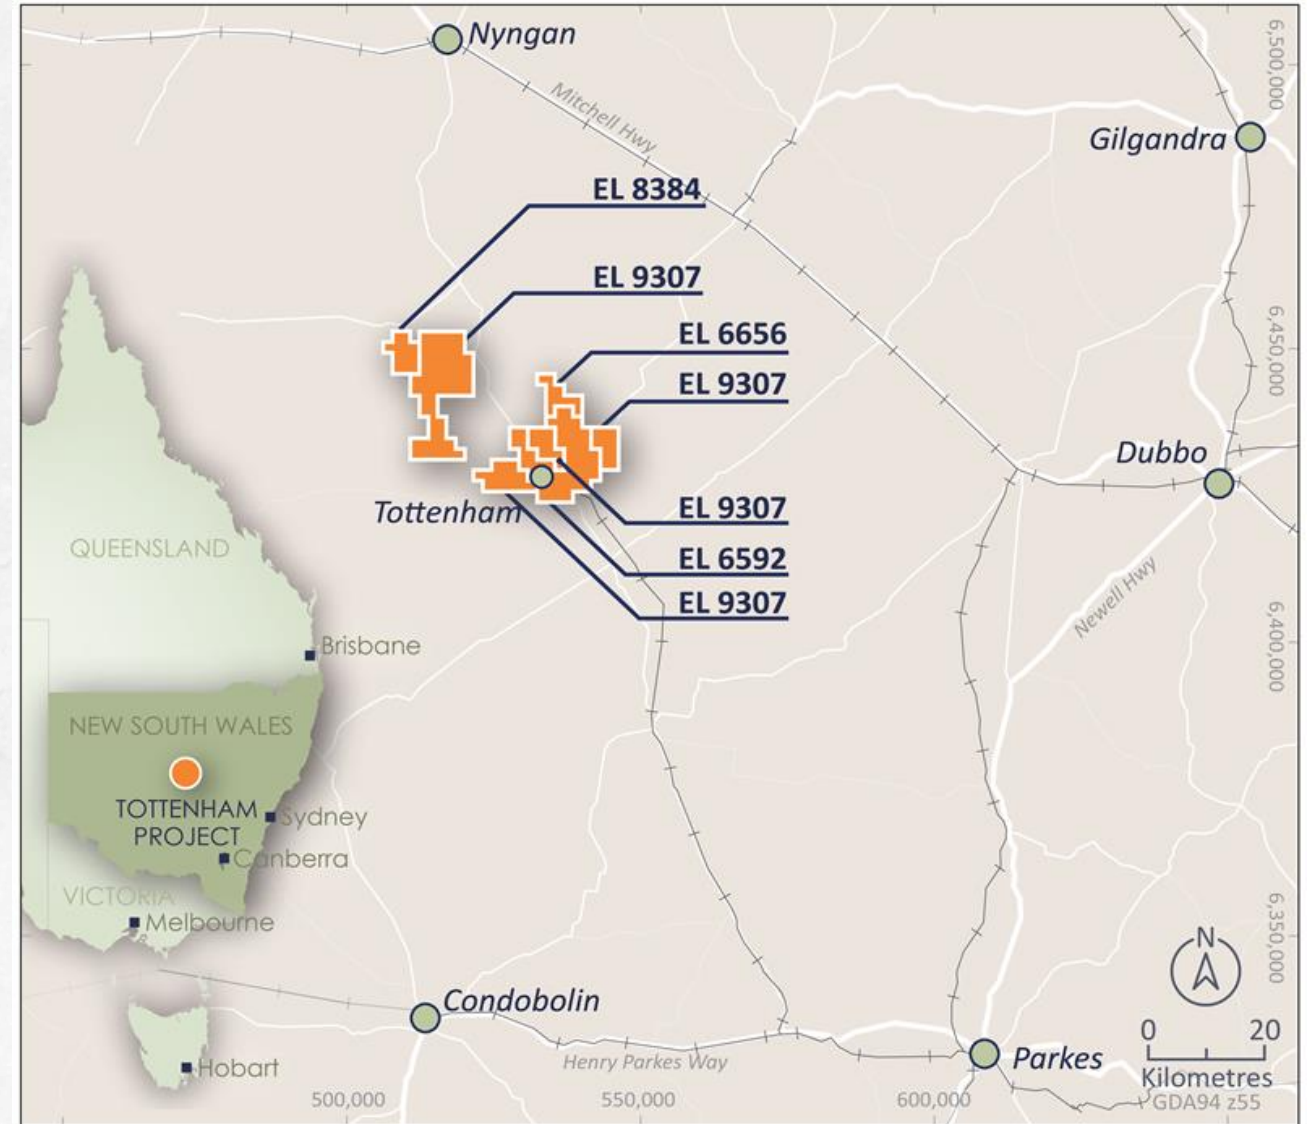 Nyngan
Mitchell Hwy
Gilgandra
6,500,000
EL 8384
EL 9307
EL 6656
EL 9307
6,450,000
Dubbo
Tottenham
EL 9307
EL 6592
EL 9307
Newell Hwy
6,400,000
QUEENSLAND
Brisbane
NEW SOUTH WALES
TOTTENHAM
PROJECT
Sydney
Canberra
VICTORIA
Melbourne
Hobart
6,350,000
N
Condobolin
Henry Parkes Way
Parkes
0 20
Kilometres
GDA94 z55
500,000
550,000
600,000